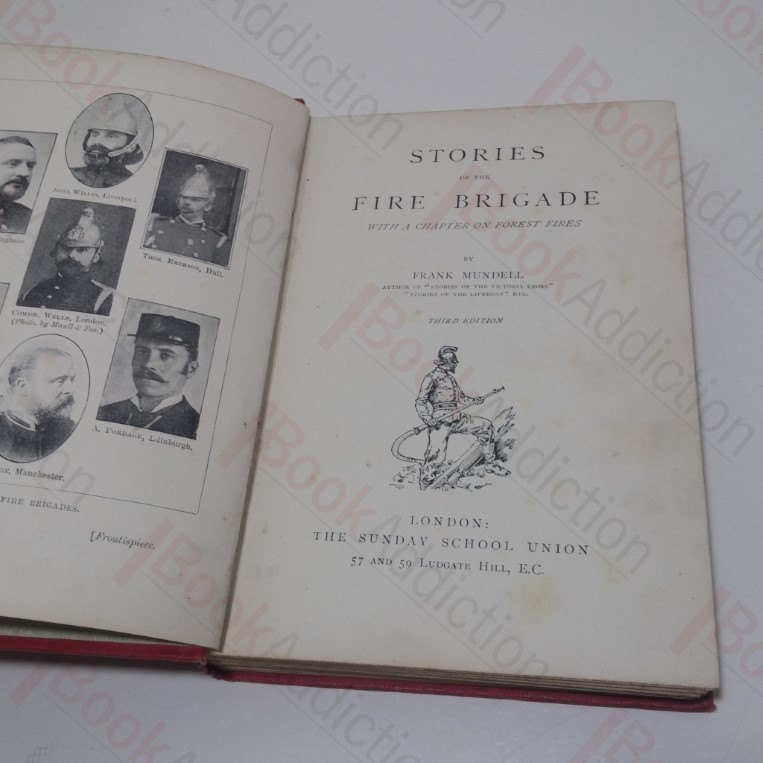 John Wells, Liverpool.
Thos. Emerson, Hull.
Comdr. Wells, London.
(Photo, by Maull & Fox.)
A. Pordage, Edinburgh.
Manchester.
FIRE BRIGADES.
[Frontispiece.
STORIES
OF THE
FIRE BRIGADE
WITH A CHAPTER ON FOREST FIRES
BY
FRANK MUNDELL
AUTHOR OF "STORIES OF THE VICTORIA CROSS"
"STORIES OF THE LIFEBOAT" ETC.
THIRD EDITION
LONDON:
THE SUNDAY SCHOOL UNION
57 AND 59 LUDGATE HILL, E.C.
BookAddiction